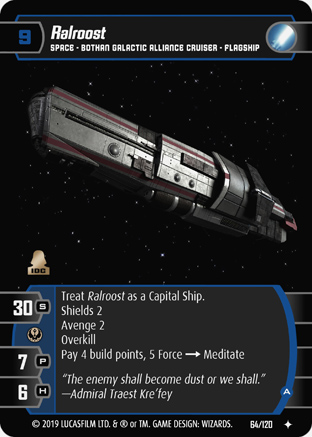 9
Ralroost
SPACE - BOTHAN GALACTIC ALLIANCE CRUISER - FLAGSHIP
IDC
30 S
7 P
6 H
Treat Ralroost as a Capital Ship.
Shields 2
Avenge 2
Overkill
Pay 4 build points, 5 Force → Meditate
"The enemy shall become dust or we shall."
—Admiral Traest Kre'fey
A
© 2019 LUCASFILM LTD. & ® or TM. GAME DESIGN: WIZARDS.
64/120